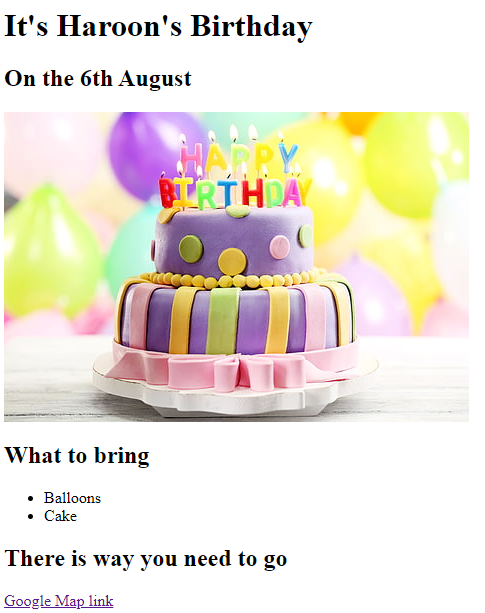 It's Haroon's Birthday
On the 6th August
HAPPY
BIRTHDAY
What to bring
Balloons
Cake
There is way you need to go
Google Map link